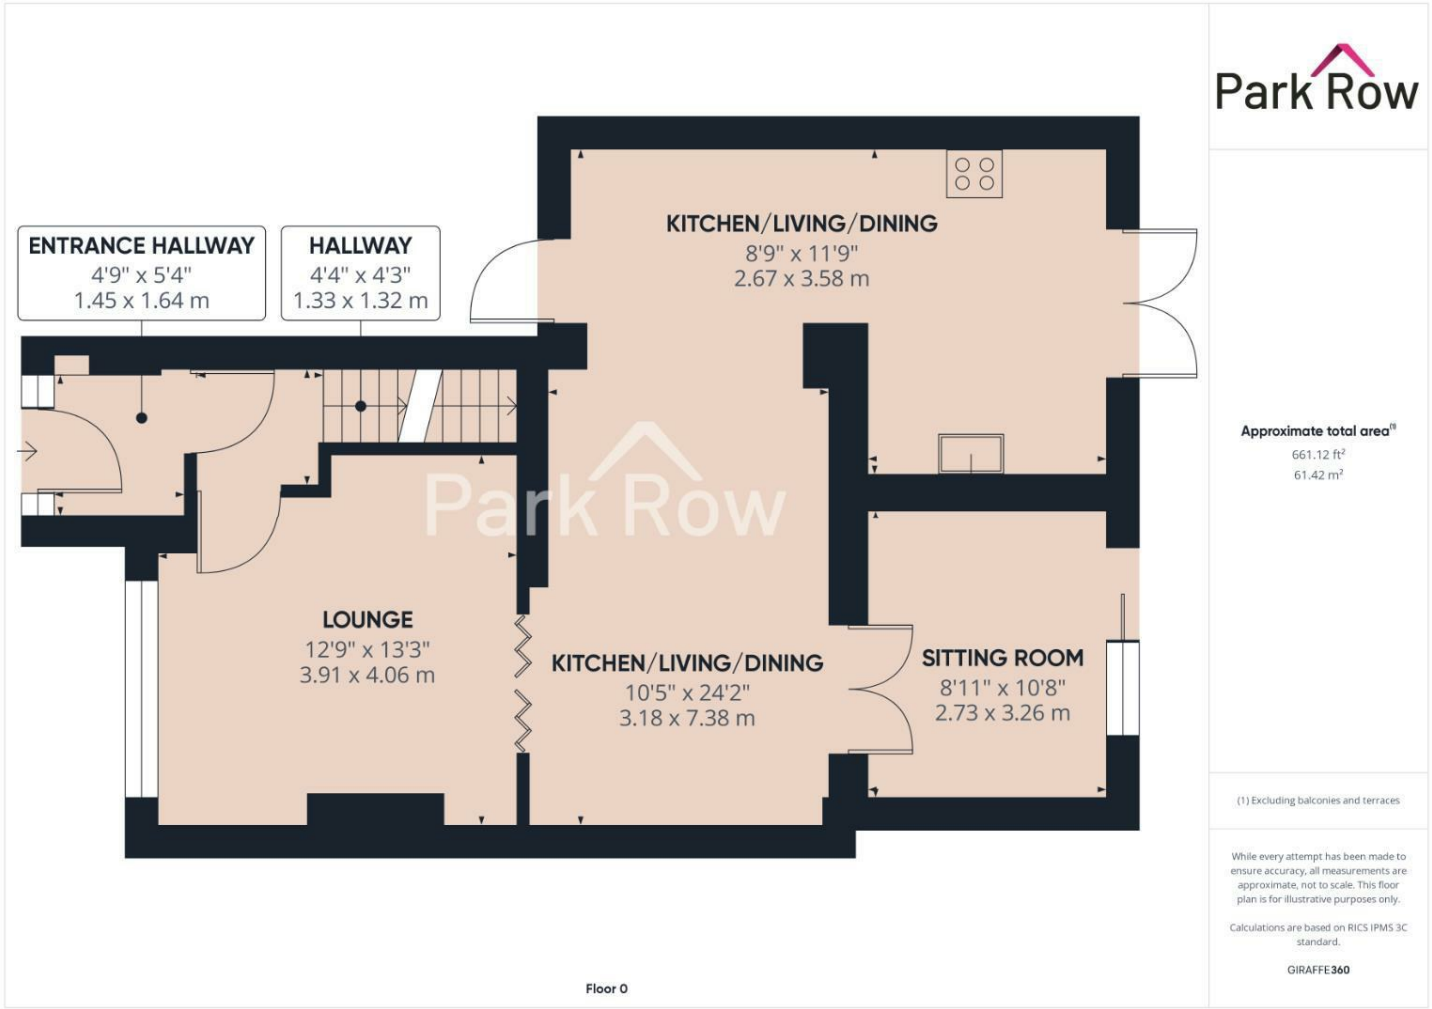 Park Row
ENTRANCE HALLWAY
4'9" x 5'4"
1.45 x 1.64 m
HALLWAY
4'4" x 4'3"
1.33 x 1.32 m
KITCHEN/LIVING/DINING
8'9" x 11'9"
2.67 x 3.58 m
Park Row
LOUNGE
12'9" x 13'3"
3.91 x 4.06 m
KITCHEN/LIVING/DINING
10'5" x 24'2"
3.18 x 7.38 m
SITTING ROOM
8'11" x 10'8"
2.73 x 3.26 m
Floor 0
Approximate total area⁽¹⁾
661.12 ft²
61.42 m²
(1) Excluding balconies and terraces
While every attempt has been made to
ensure accuracy, all measurements are
approximate, not to scale. This floor
plan is for illustrative purposes only.
Calculations are based on RICS IPMS 3C
standard.
GIRAFFE360